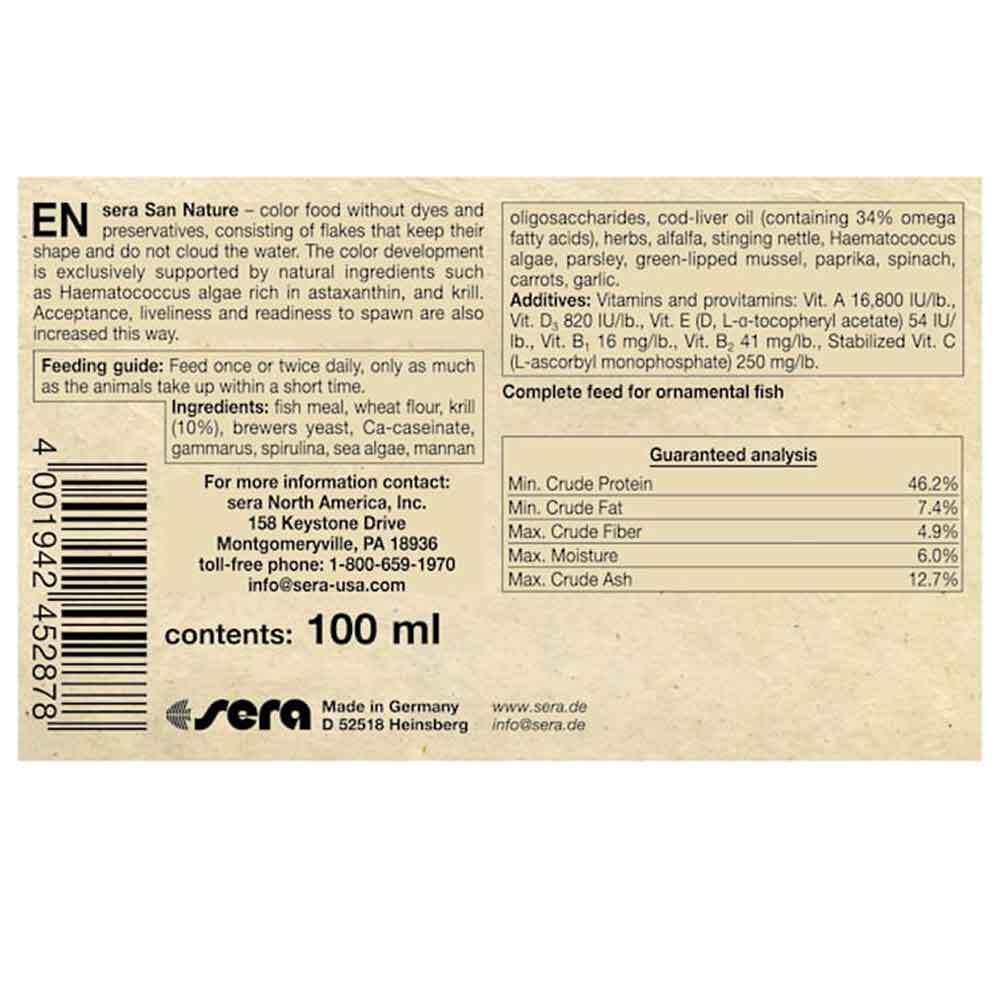 EN sera San Nature – color food without dyes and
preservatives, consisting of flakes that keep their
shape and do not cloud the water. The color development
is exclusively supported by natural ingredients such
as Haematococcus algae rich in astaxanthin, and krill.
Acceptance, liveliness and readiness to spawn are also
increased this way.
Feeding guide: Feed once or twice daily, only as much
as the animals take up within a short time.
Ingredients: fish meal, wheat flour, krill
(10%), brewers yeast, Ca-caseinate,
gammarus, spirulina, sea algae, mannan
oligosaccharides, cod-liver oil (containing 34% omega
fatty acids), herbs, alfalfa, stinging nettle, Haematococcus
algae, parsley, green-lipped mussel, paprika, spinach,
carrots, garlic.
Additives: Vitamins and provitamins: Vit. A 16,800 IU/lb.,
Vit. D₃ 820 IU/lb., Vit. E (D, L-α-tocopheryl acetate) 54 IU/
lb., Vit. B₁ 16 mg/lb., Vit. B₂ 41 mg/lb., Stabilized Vit. C
(L-ascorbyl monophosphate) 250 mg/lb.
Complete feed for ornamental fish
Guaranteed analysis
Min. Crude Protein 46.2%
Min. Crude Fat 7.4%
Max. Crude Fiber 4.9%
Max. Moisture 6.0%
Max. Crude Ash 12.7%
4 001942 452878
For more information contact:
sera North America, Inc.
158 Keystone Drive
Montgomeryville, PA 18936
toll-free phone: 1-800-659-1970
info@sera-usa.com
contents: 100 ml
sera
Made in Germany
D 52518 Heinsberg
www.sera.de
info@sera.de